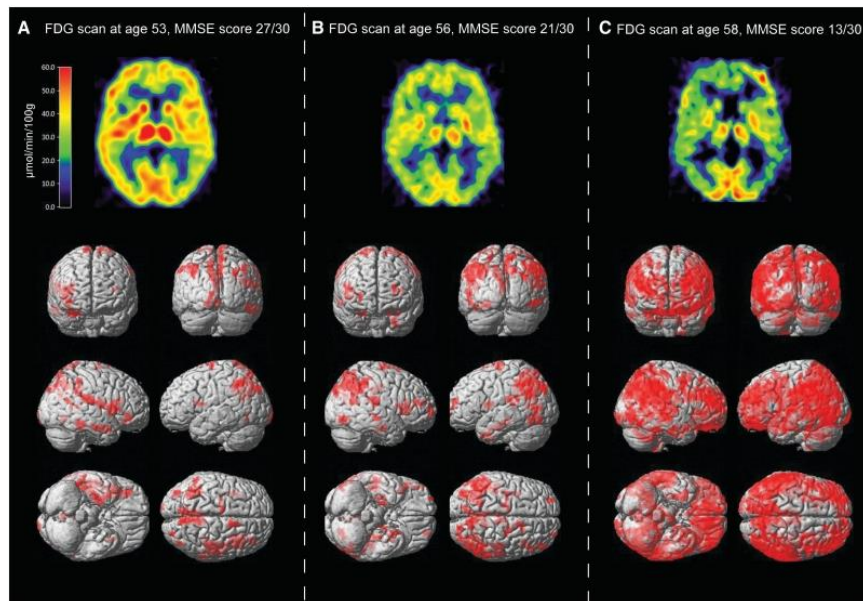 A FDG scan at age 53, MMSE score 27/30
B FDG scan at age 56, MMSE score 21/30
C FDG scan at age 58, MMSE score 13/30
µmol/min/100g
60.0
50.0
40.0
30.0
20.0
10.0
0.0